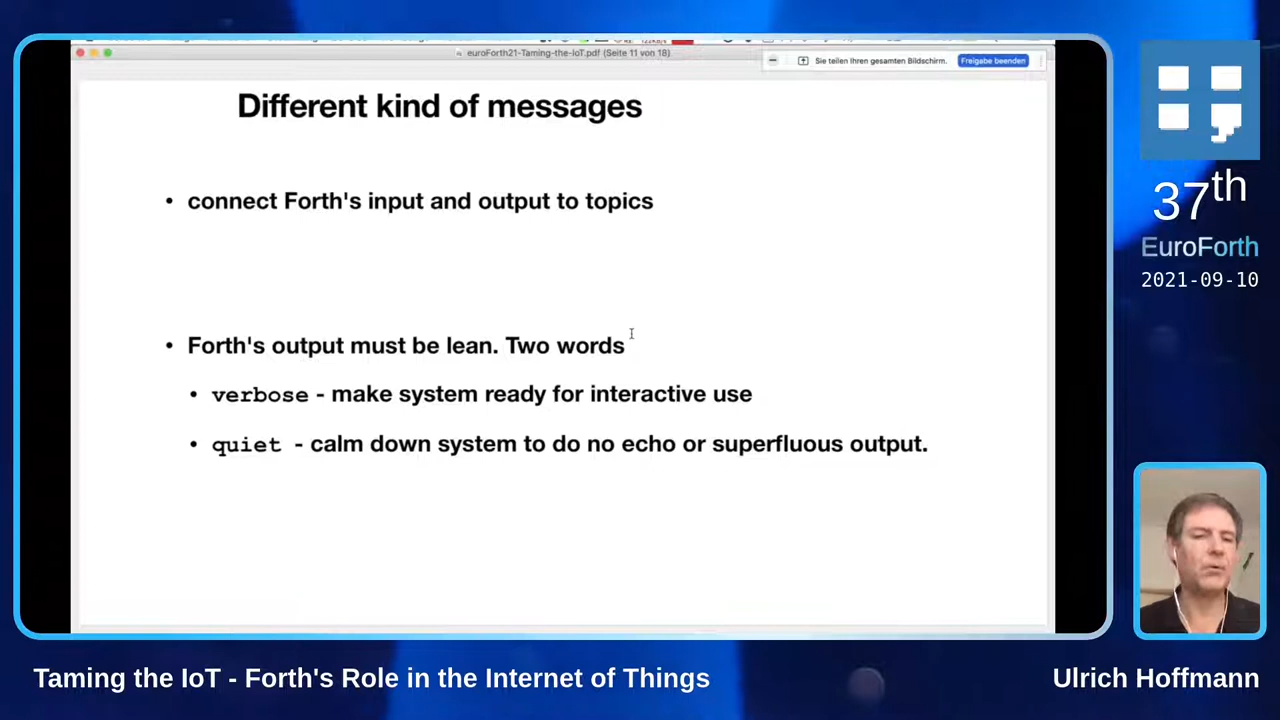 euroForth21-Taming-the-IoT.pdf (Seite 11 von 18)
Sie teilen Ihren gesamten Bildschirm.
Freigabe beenden
Different kind of messages
• connect Forth's input and output to topics
• Forth's output must be lean. Two words
• verbose - make system ready for interactive use
• quiet - calm down system to do no echo or superfluous output.
37th
EuroForth
2021-09-10
Taming the IoT - Forth's Role in the Internet of Things
Ulrich Hoffmann